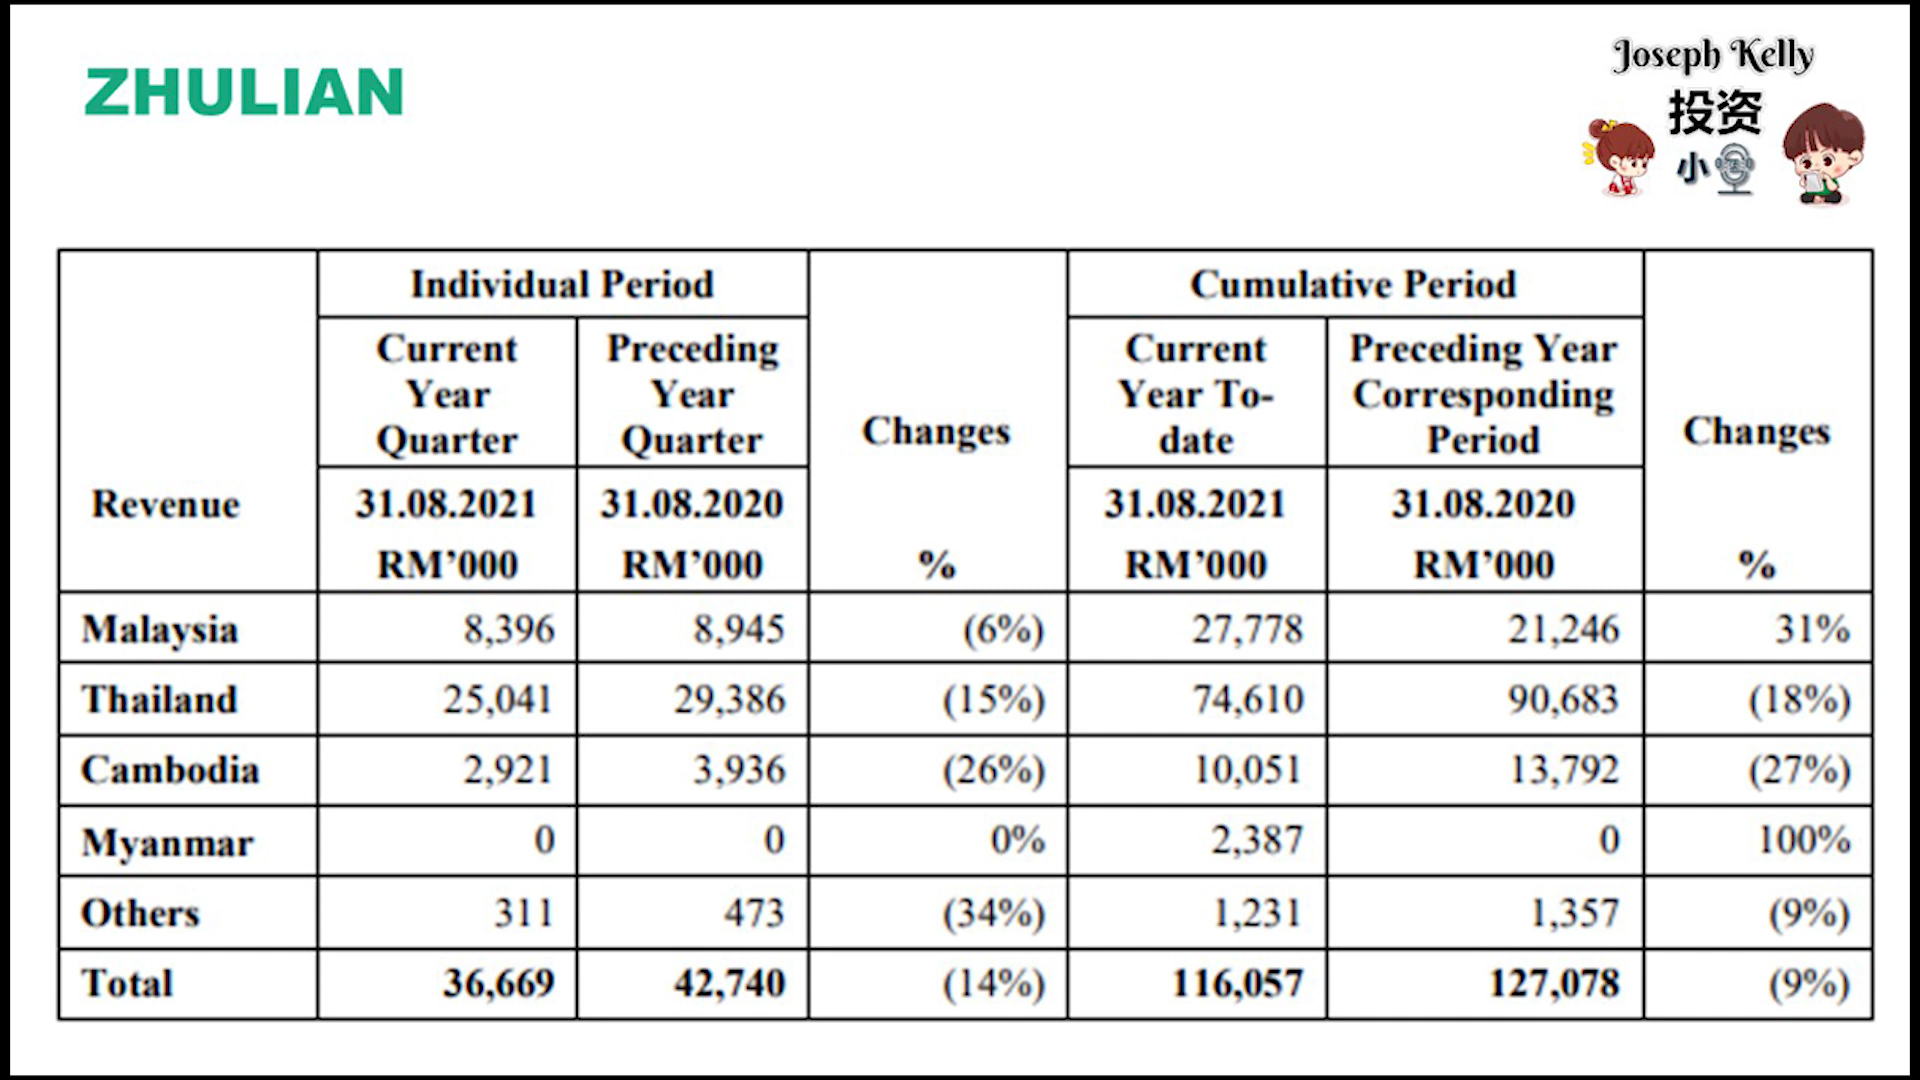 ZHULIAN
Joseph Kelly
投资
小
Individual Period
Cumulative Period
Current
Year
Quarter
Preceding
Year
Quarter
Changes
Current
Year To-
date
Preceding Year
Corresponding
Period
Changes
Revenue
31.08.2021
31.08.2020
31.08.2021
31.08.2020
RM’000
RM’000
%
RM’000
RM’000
%
Malaysia 8,396 8,945 (6%) 27,778 21,246 31%
Thailand 25,041 29,386 (15%) 74,610 90,683 (18%)
Cambodia 2,921 3,936 (26%) 10,051 13,792 (27%)
Myanmar 0 0 0% 2,387 0 100%
Others 311 473 (34%) 1,231 1,357 (9%)
Total 36,669 42,740 (14%) 116,057 127,078 (9%)